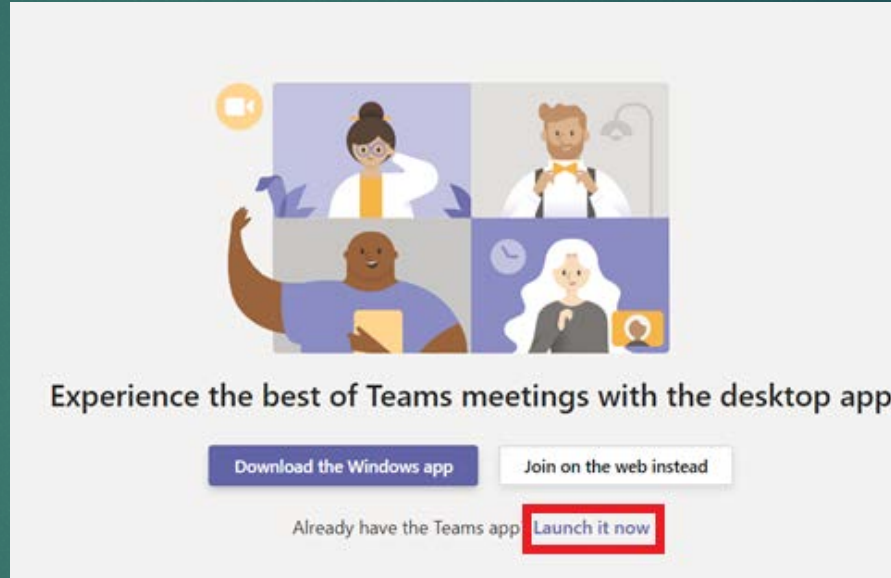 Experience the best of Teams meetings with the desktop app
Download the Windows app
Join on the web instead
Already have the Teams app
Launch it now